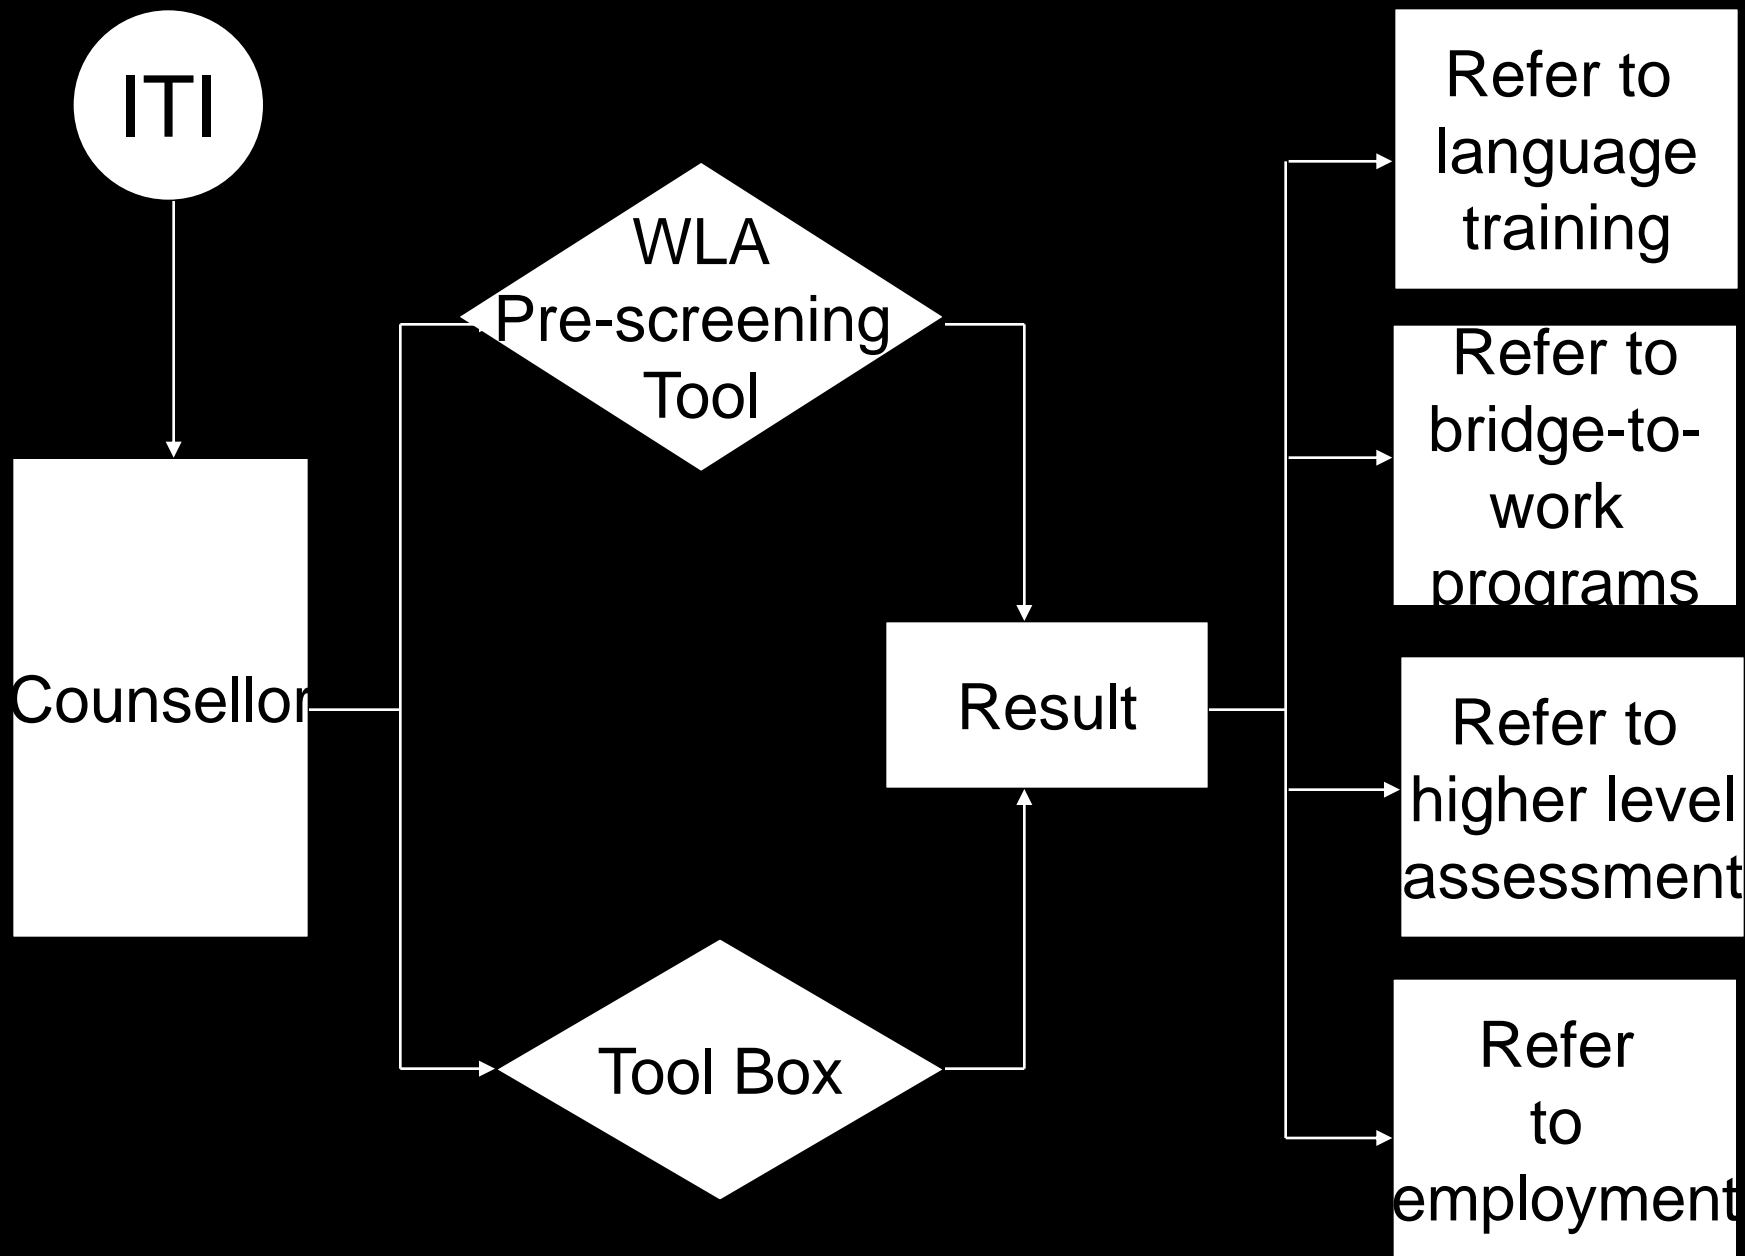 ITI
Counsellor
WLA
Pre-screening
Tool
Tool Box
Result
Refer to
language
training
Refer to
bridge-to-
work
programs
Refer to
higher level
assessment
Refer
to
employment